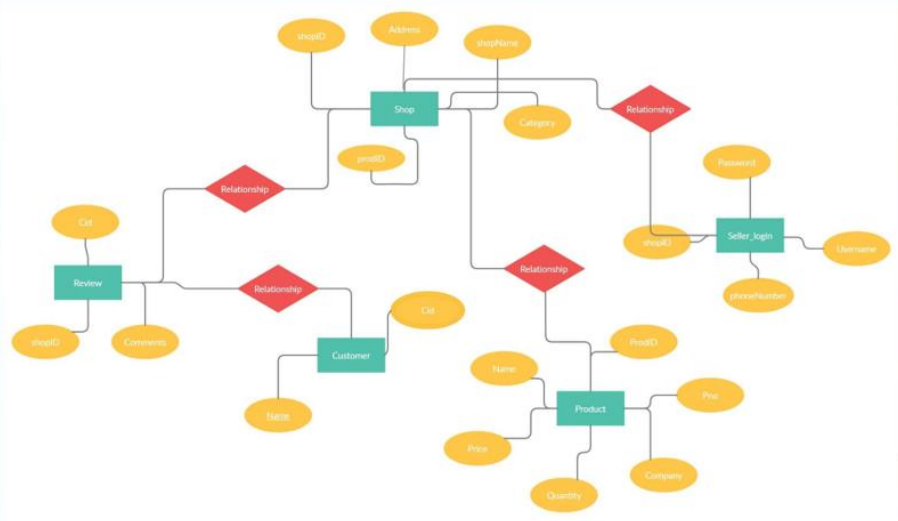 shopID
Address
shopName
Shop
Category
Relationship
prodID
Password
Relationship
Cid
shopID
Seller_login
Username
Review
Relationship
Relationship
phoneNumber
Cid
shopID
Comments
Customer
ProdID
Name
Name
Product
Price
Company
Quantity